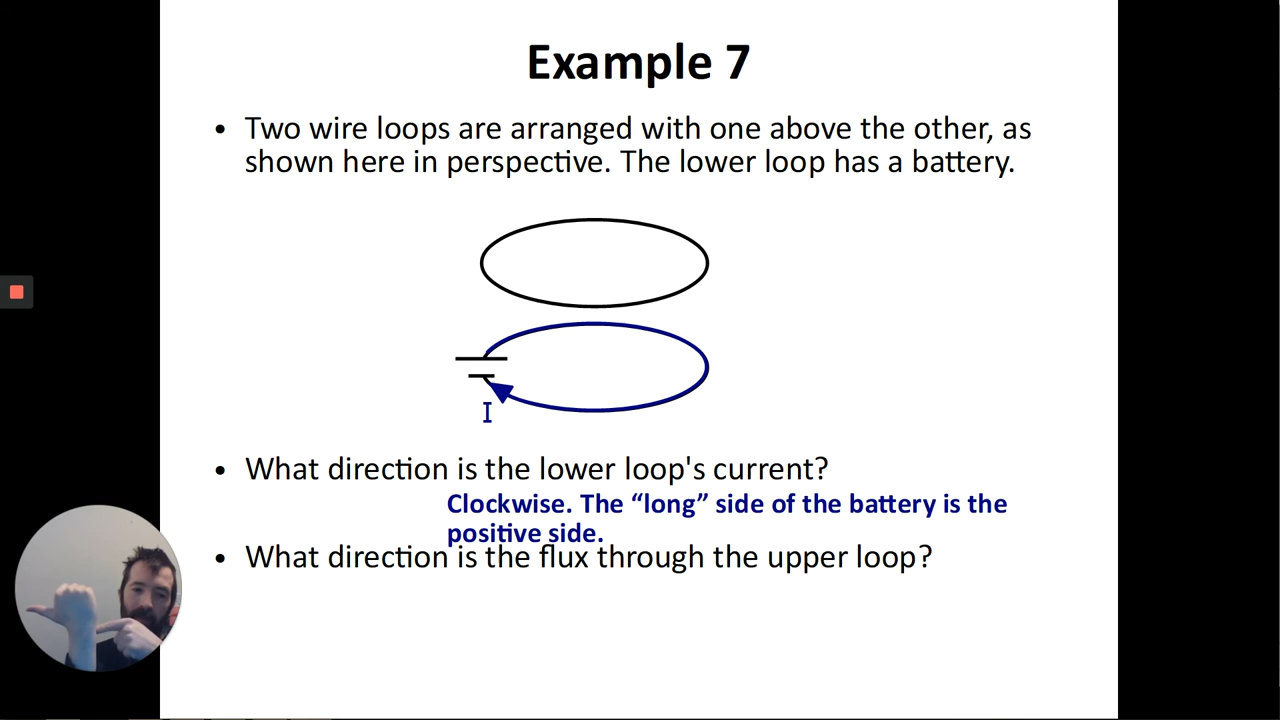 Example 7
• Two wire loops are arranged with one above the other, as
shown here in perspective. The lower loop has a battery.
I
• What direction is the lower loop's current?
Clockwise. The “long” side of the battery is the
positive side.
• What direction is the flux through the upper loop?